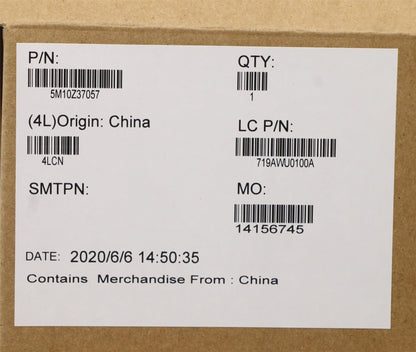 P/N: QTY:
5M10Z37057 1
(4L)Origin: China LC P/N:
4LCN 719AWU0100A
SMTPN: MO:
14156745
DATE: 2020/6/6 14:50:35
Contains Merchandise From : China